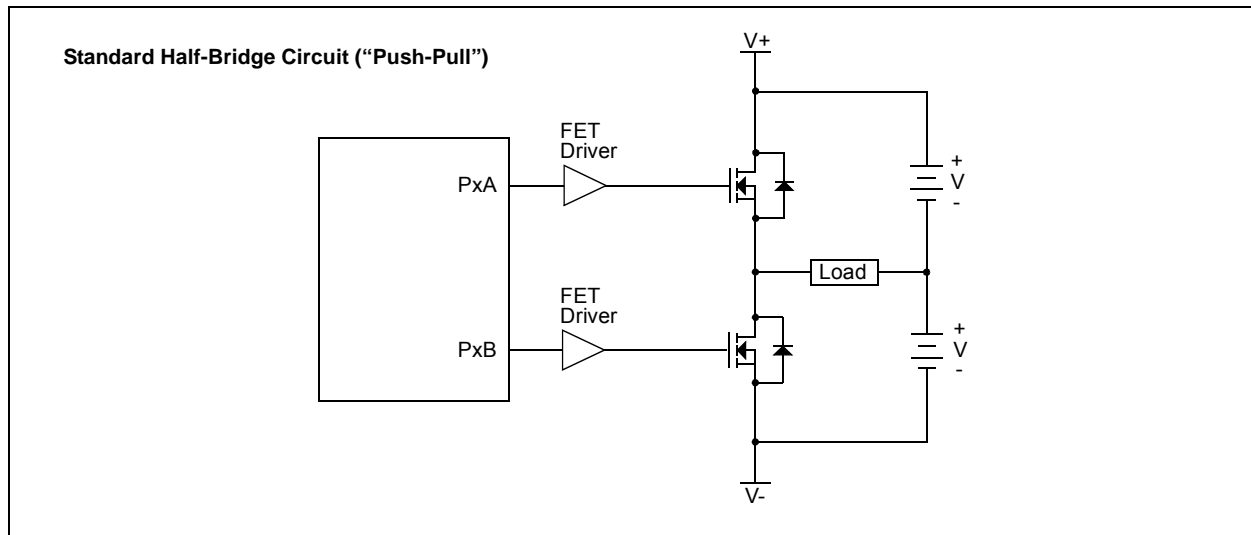 Standard Half-Bridge Circuit (“Push-Pull”)
V+
FET
Driver
PxA
+
V
-
Load
FET
Driver
PxB
+
V
-
V-